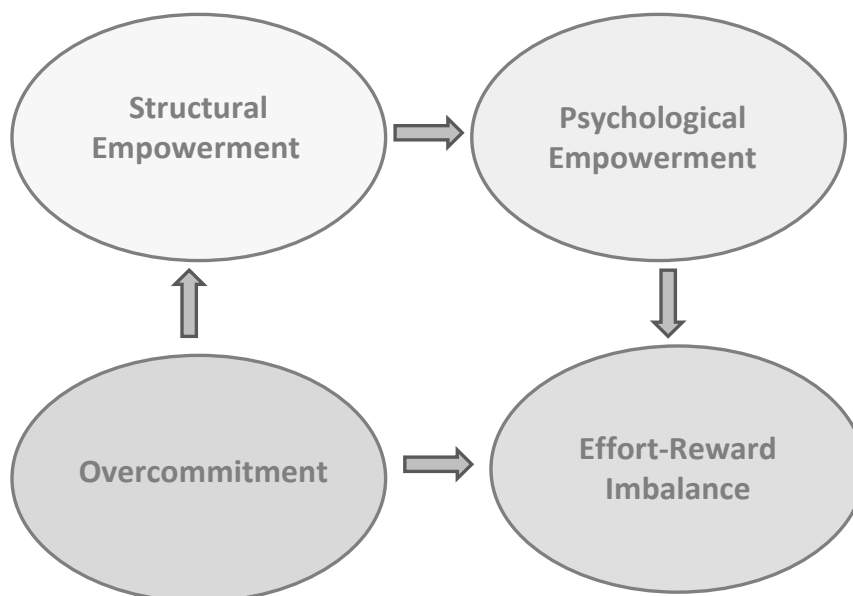 Structural
Empowerment
Psychological
Empowerment
Overcommitment
Effort-Reward
Imbalance